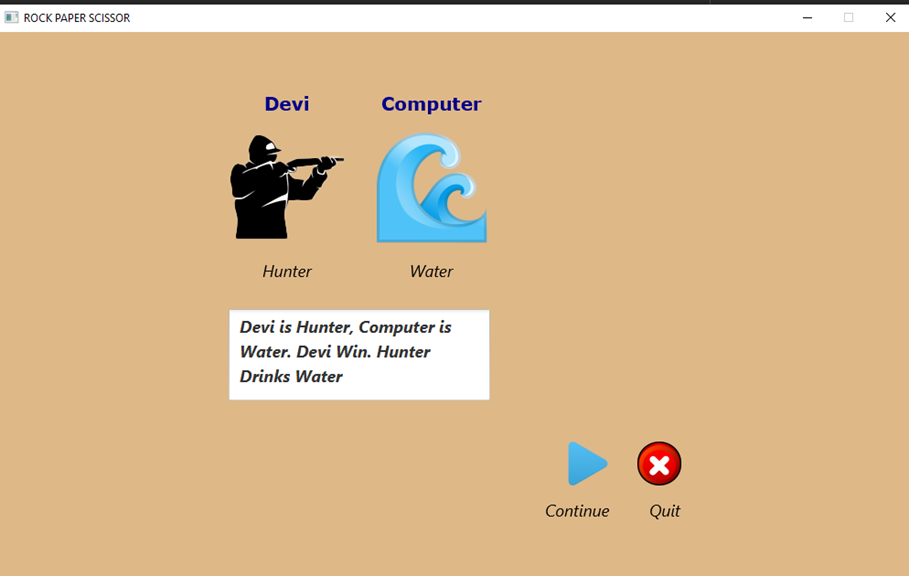 ROCK PAPER SCISSOR
Devi
Computer
Hunter
Water
Devi is Hunter, Computer is
Water. Devi Win. Hunter
Drinks Water
Continue
Quit